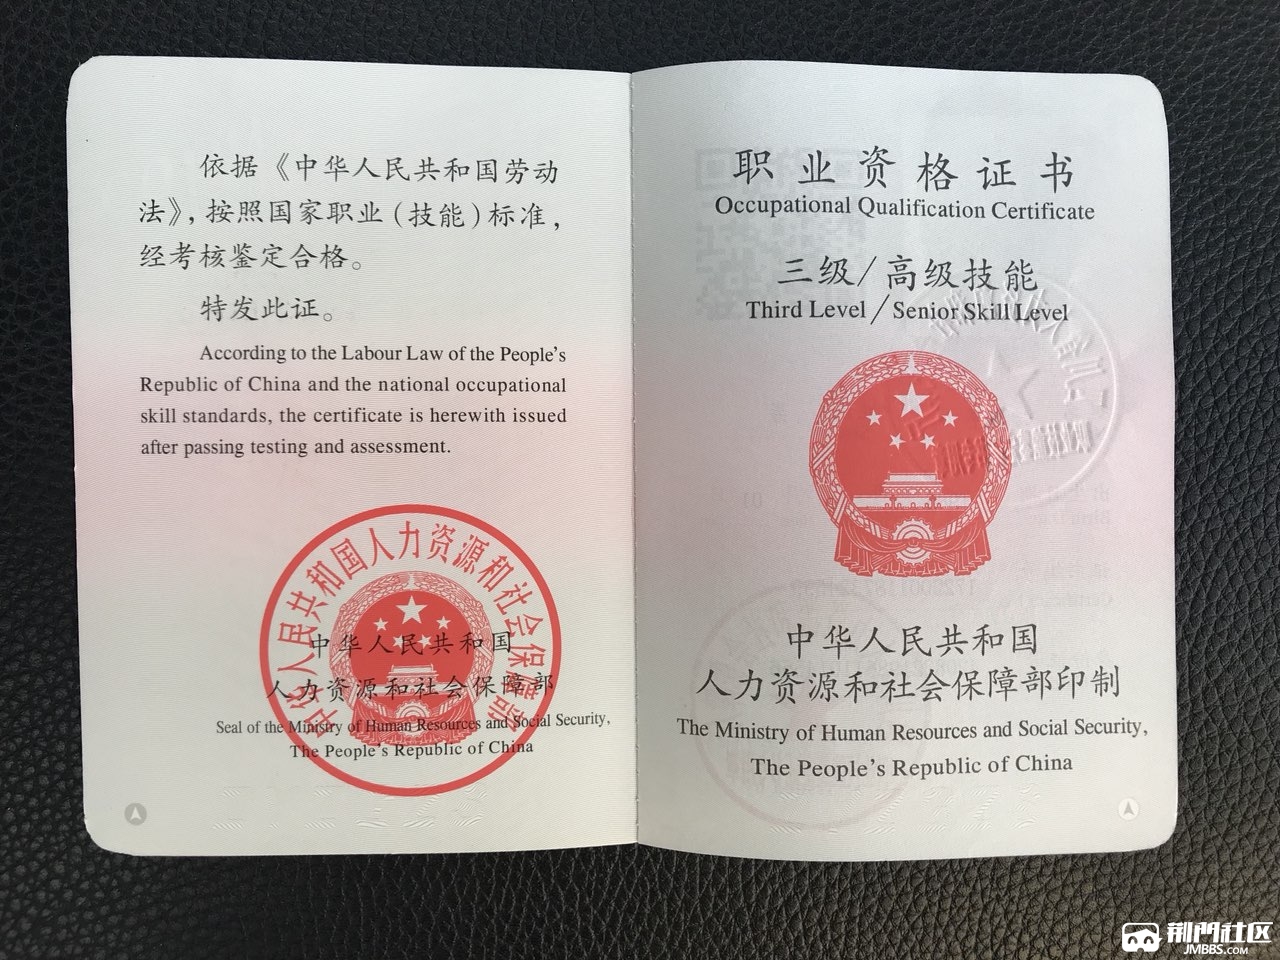 依据《中华人民共和国劳动
法》，按照国家职业（技能）标准，
经考核鉴定合格。
特发此证。
According to the Labour Law of the People's
Republic of China and the national occupational
skill standards, the certificate is herewith issued
after passing testing and assessment.
中华人民共和国人力资源和社会保障部
中华人民共和国
人力资源和社会保障部
Seal of the Ministry of Human Resources and Social Security,
The People's Republic of China
职业资格证书
Occupational Qualification Certificate
三级/高级技能
Third Level/Senior Skill Level
中华人民共和国
人力资源和社会保障部印制
The Ministry of Human Resources and Social Security,
The People's Republic of China
荆門社区
JMBBS.COM